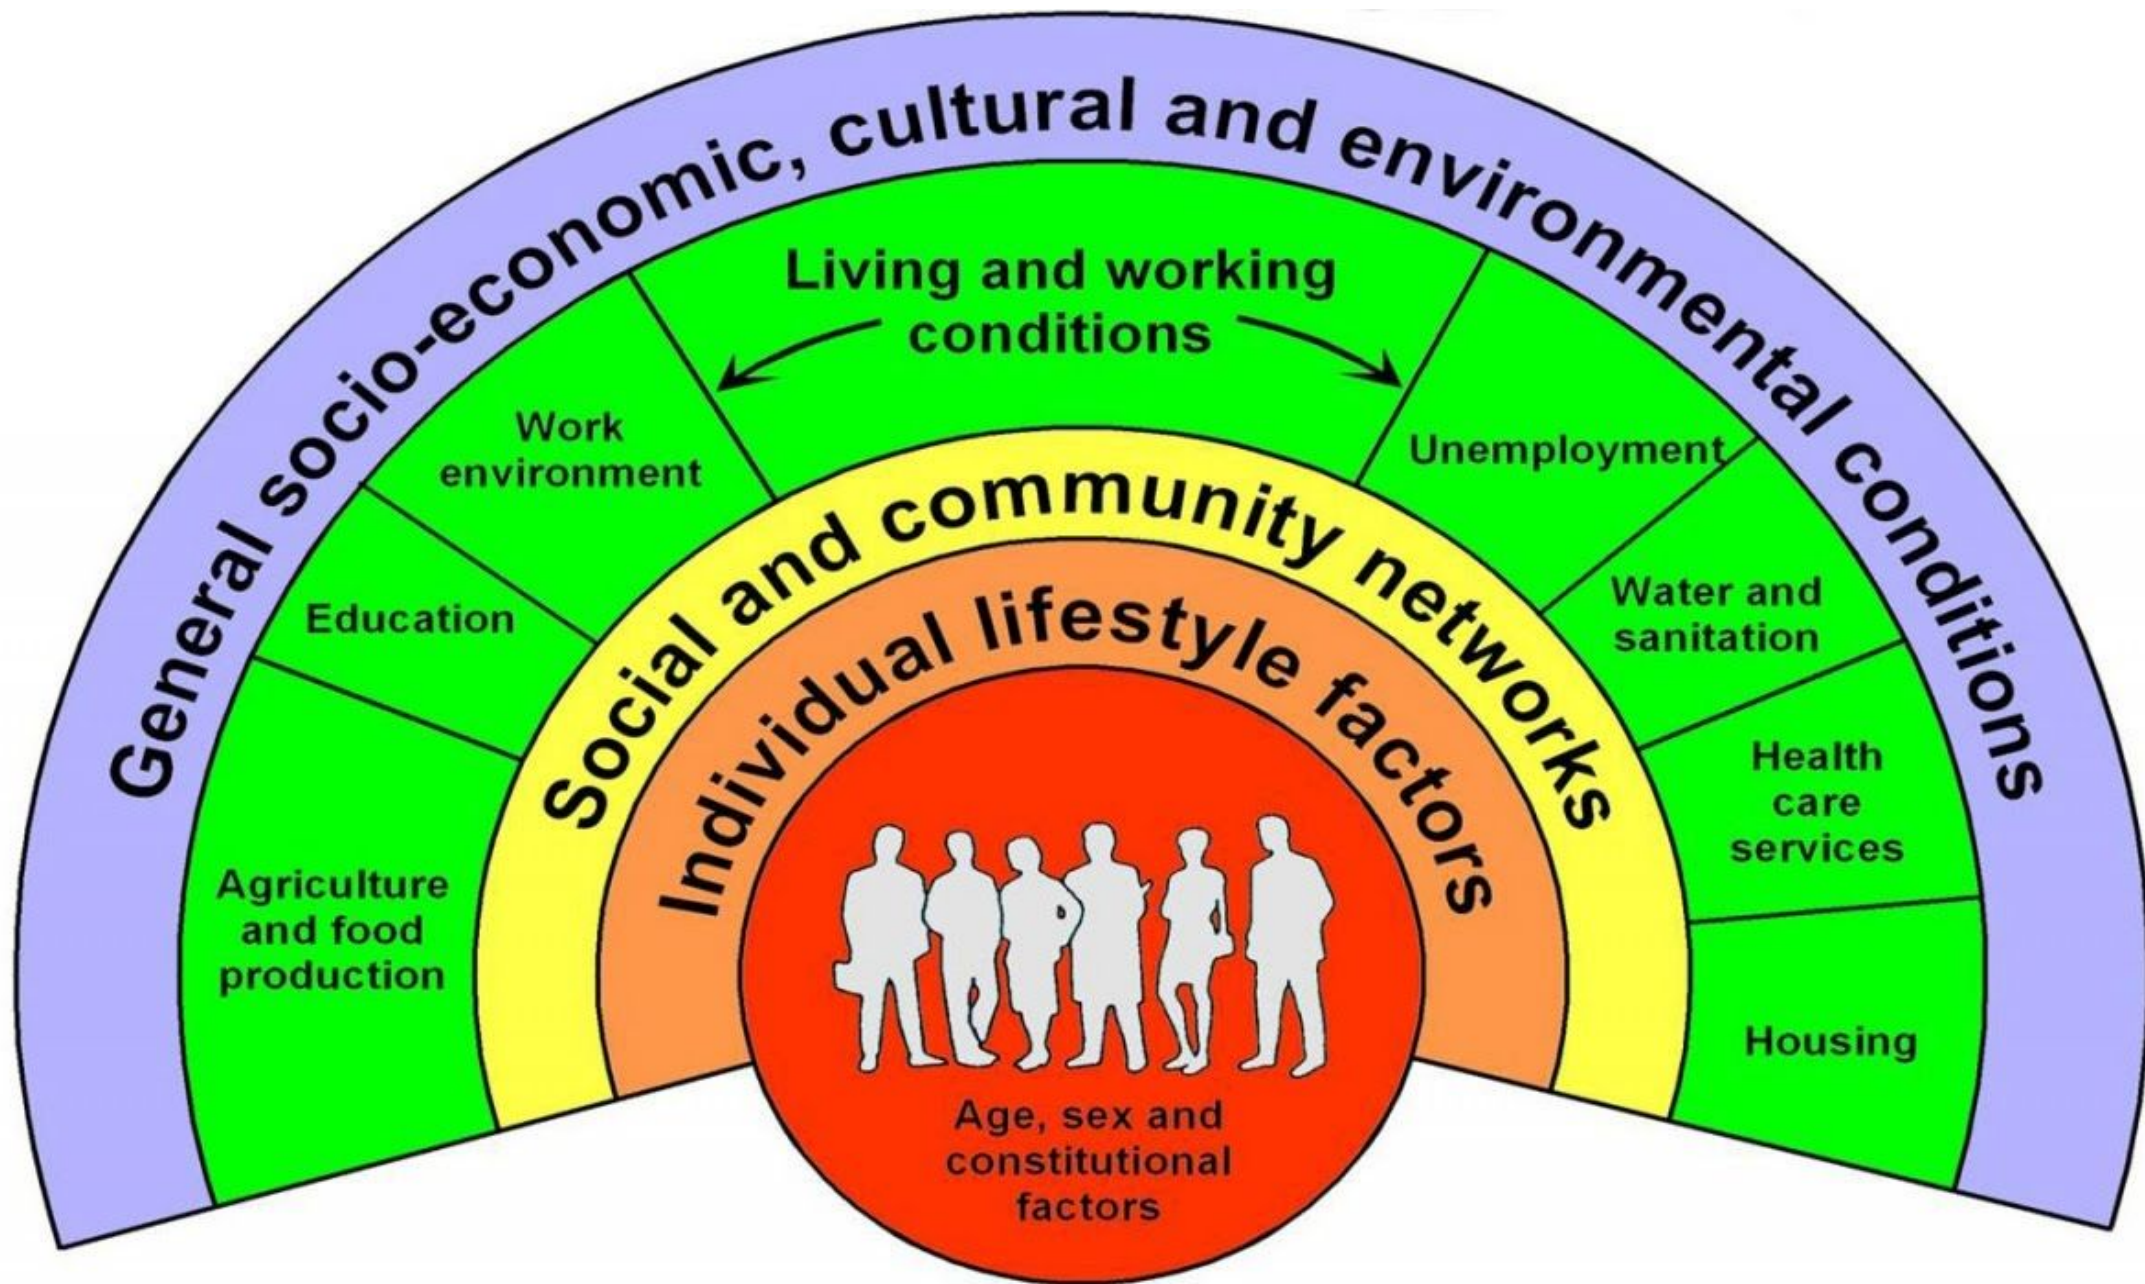 General socio-economic, cultural and environmental conditions
Living and working
conditions
Work
environment
Unemployment
Education
Water and
sanitation
Agriculture
and food
production
Health
care
services
Housing
Social and community networks
Individual lifestyle factors
Age, sex and
constitutional
factors